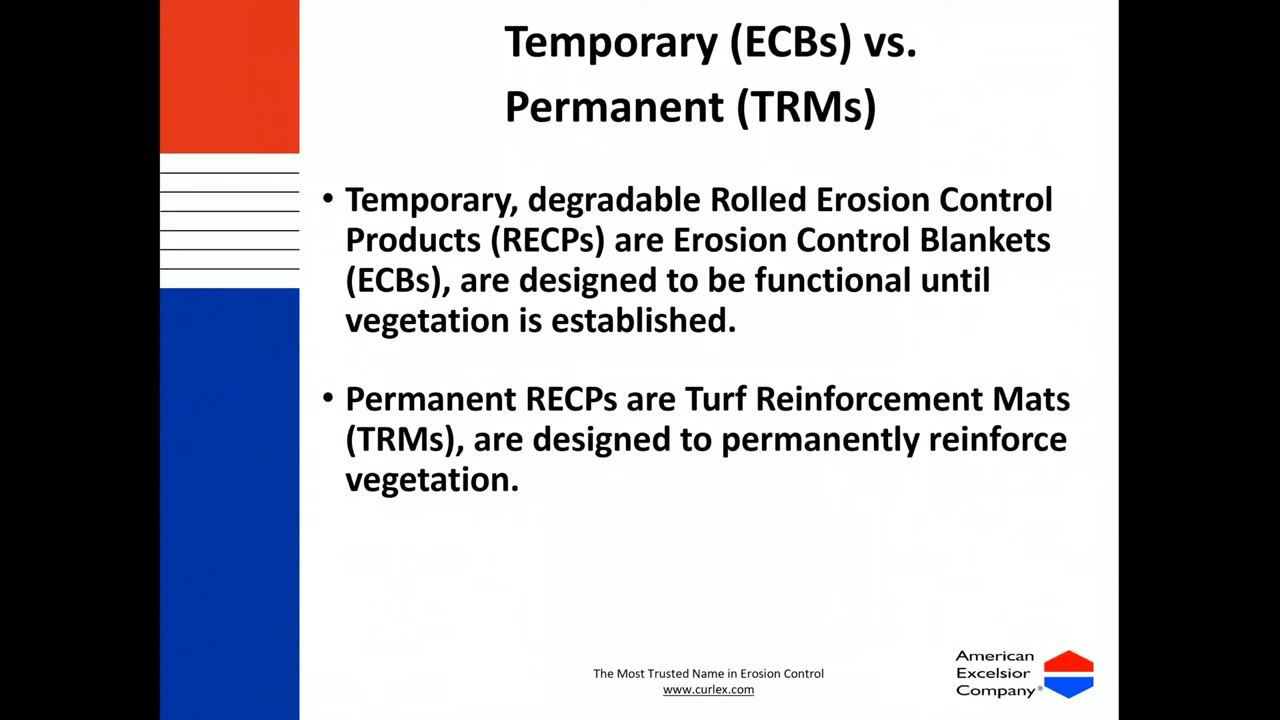 Temporary (ECBs) vs.
Permanent (TRMs)
• Temporary, degradable Rolled Erosion Control
Products (RECPs) are Erosion Control Blankets
(ECBs), are designed to be functional until
vegetation is established.
• Permanent RECPs are Turf Reinforcement Mats
(TRMs), are designed to permanently reinforce
vegetation.
The Most Trusted Name in Erosion Control
www.curlex.com
American
Excelsior
Company®